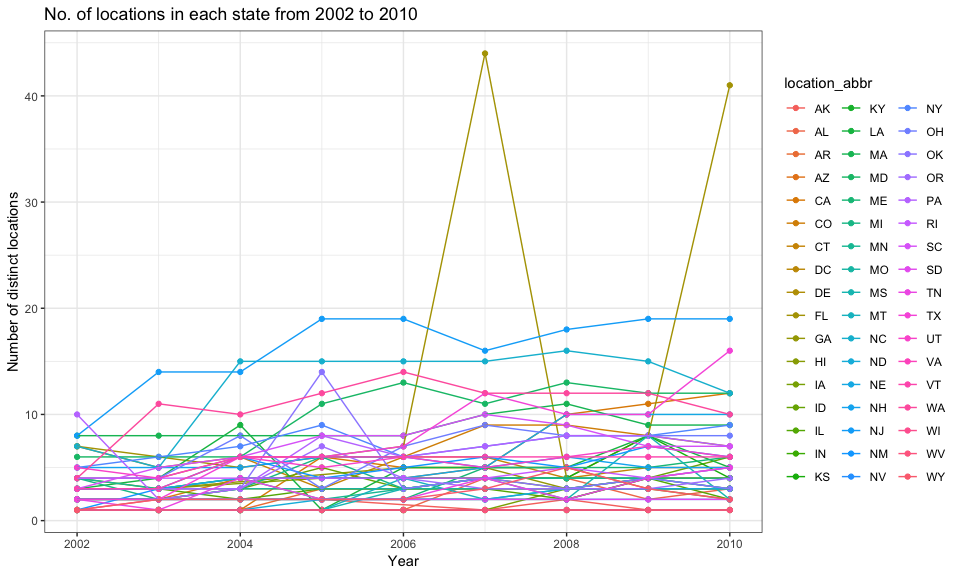 No. of locations in each state from 2002 to 2010
Number of distinct locations
40
30
20
10
0
2002
2004
2006
2008
2010
Year
location_abbr
AK KY NY
AL LA OH
AR MA OK
AZ MD OR
CA ME PA
CO MI RI
CT MN SC
DC MO SD
DE MS TN
FL MT TX
GA NC UT
HI ND VA
IA NE VT
ID NH WA
IL NJ WI
IN NM WV
KS NV WY